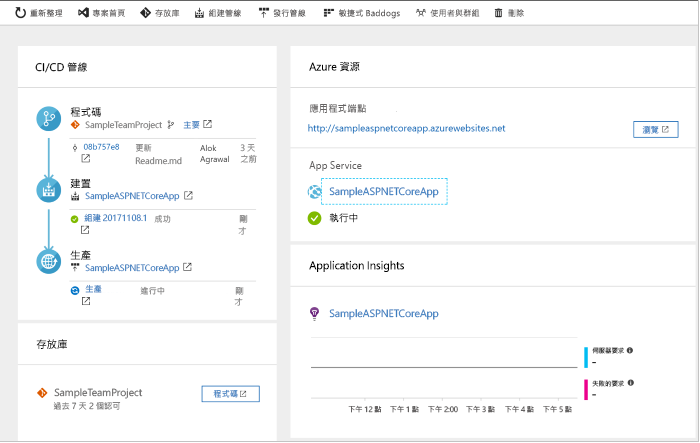 重新整理 專案首頁 存放庫 組建管線 發行管線 敏捷式 Baddogs 使用者與群組 刪除
CI/CD 管線
程式碼
SampleTeamProject 主要
08b757e8 更新 Readme.md Alok Agrawal 3 天之前
建置
SampleASPNETCoreApp
組建 20171108.1 成功 剛才
生產
SampleASPNETCoreApp
生產 進行中 剛才
存放庫
SampleTeamProject
過去 7 天 2 個認可
程式碼
Azure 資源
應用程式端點
http://sampleaspnetcoreapp.azurewebsites.net
瀏覽
App Service
SampleASPNETCoreApp
執行中
Application Insights
SampleASPNETCoreApp
伺服器要求
--
失敗的要求
--
下午 12 點 下午 1 點 下午 2:00 下午 3 點 下午 4 點 下午 5 點